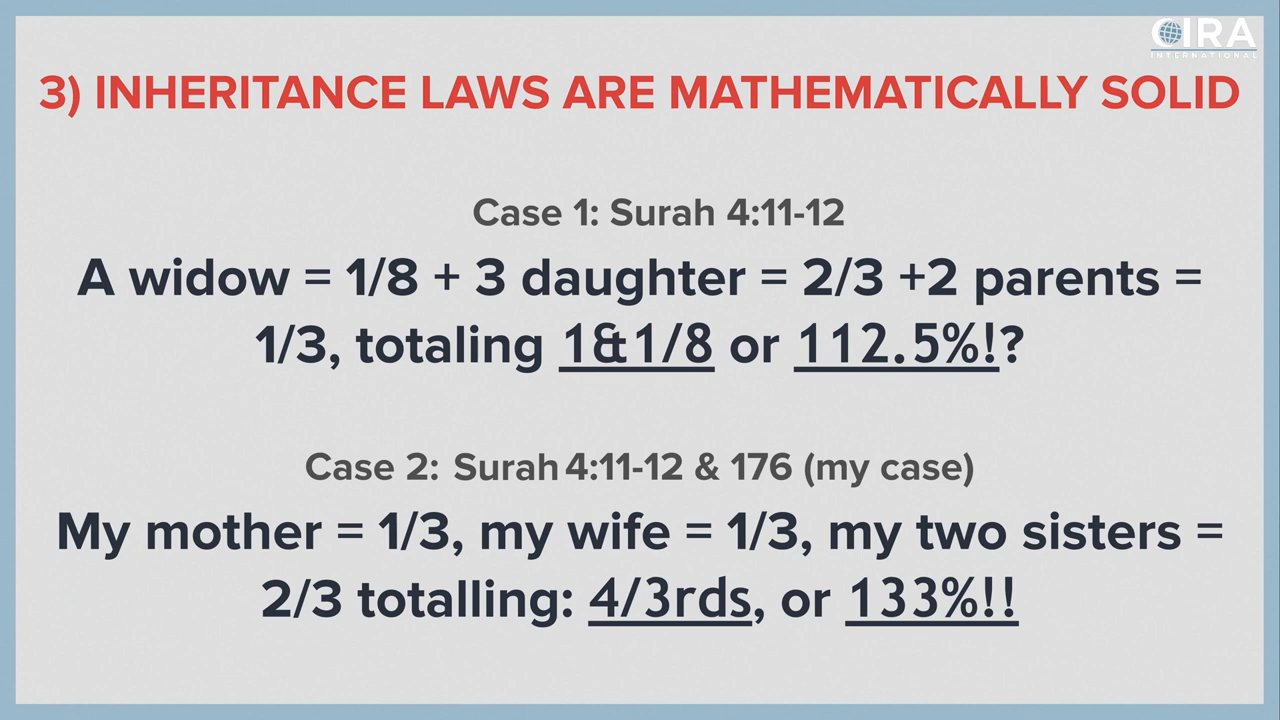 CIRA
INTERNATIONAL
3) INHERITANCE LAWS ARE MATHEMATICALLY SOLID
Case 1: Surah 4:11-12
A widow = 1/8 + 3 daughter = 2/3 +2 parents =
1/3, totaling 1&1/8 or 112.5%!?
Case 2: Surah 4:11-12 & 176 (my case)
My mother = 1/3, my wife = 1/3, my two sisters =
2/3 totalling: 4/3rds, or 133%!!